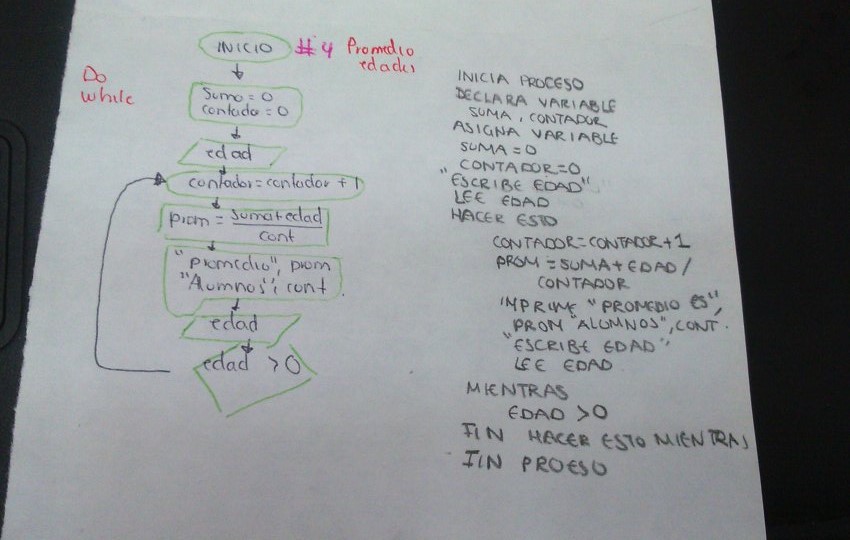 INICIO
#4 Promedio
edades
Do
while
Suma = 0
contador = 0
edad
contador = contador + 1
prom = suma+edad
cont
"Promedio", prom
"Alumnos", cont.
edad
edad > 0
INICIA PROCESO
DECLARA VARIABLE
SUMA, CONTADOR
ASIGNA VARIABLE
SUMA = 0
CONTADOR=0
"ESCRIBE EDAD"
LEE EDAD
HACER ESTO
CONTADOR=CONTADOR+1
PROM = SUMA + EDAD /
CONTADOR
IMPRIME "PROMEDIO ES",
PROM "ALUMNOS", CONT.
"ESCRIBE EDAD"
LEE EDAD
MIENTRAS
EDAD >0
FIN HACER ESTO MIENTRAS
FIN PROESO